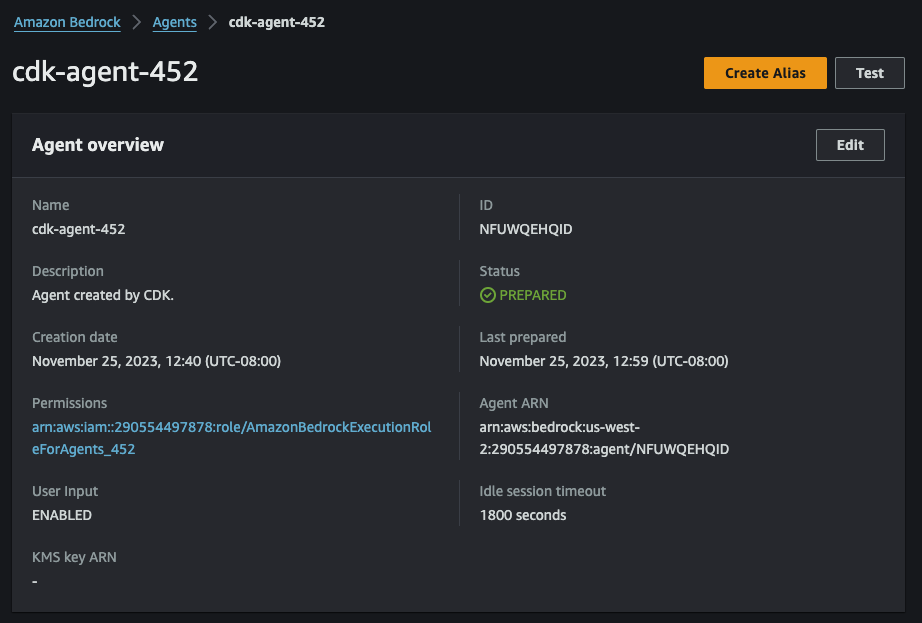 Amazon Bedrock > Agents > cdk-agent-452
cdk-agent-452
Create Alias
Test
Agent overview
Edit
Name
cdk-agent-452
ID
NFUWQEHQID
Description
Agent created by CDK.
Status
PREPARED
Creation date
November 25, 2023, 12:40 (UTC-08:00)
Last prepared
November 25, 2023, 12:59 (UTC-08:00)
Permissions
arn:aws:iam::290554497878:role/AmazonBedrockExecutionRol
eForAgents_452
Agent ARN
arn:aws:bedrock:us-west-
2:290554497878:agent/NFUWQEHQID
User Input
ENABLED
Idle session timeout
1800 seconds
KMS key ARN
-